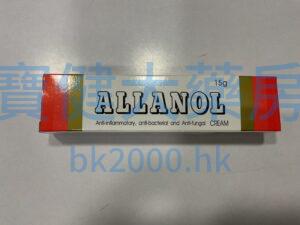 寶健大藥房
15g
ALLANOL
Anti-inflammatory, anti-bacterial and Anti-fungal CREAM
bk2000.hk